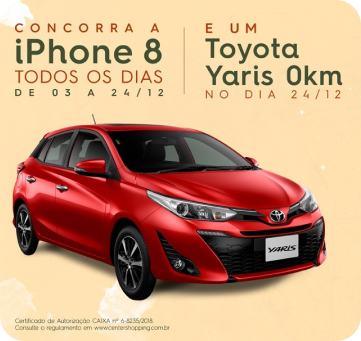 CONCORRA A
iPhone 8
TODOS OS DIAS
DE 03 A 24/12
E UM
Toyota
Yaris 0km
NO DIA 24/12
YARIS
Certificado de Autorização CAIXA nº 6-8235/2018
Consulte o regulamento em www.centershopping.com.br